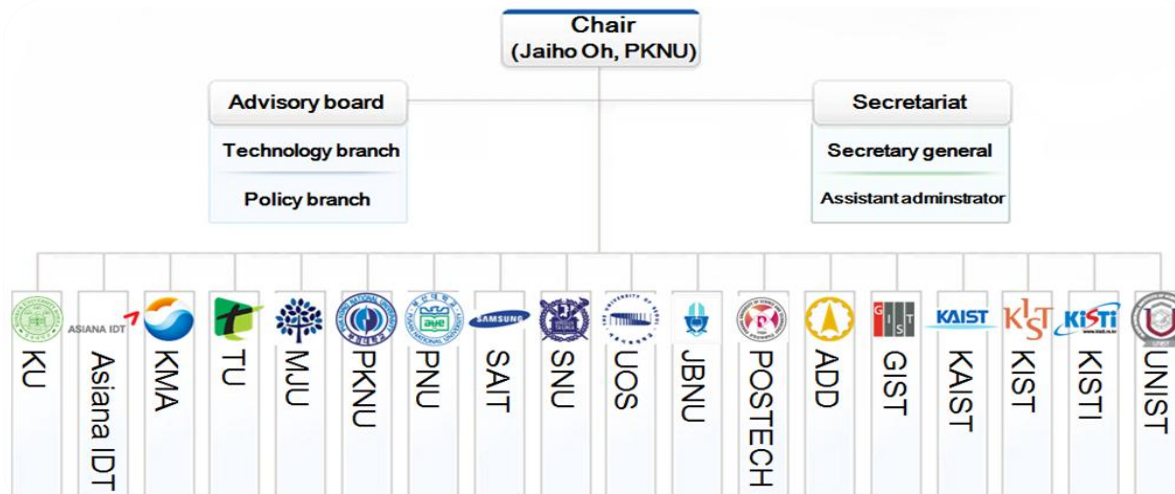 Chair
(Jaiho Oh, PKNU)
Advisory board
Secretariat
Technology branch
Secretary general
Policy branch
Assistant adminstrator
ASIANA IDT
SAMSUNG
GIST
KAIST
KIST
KiSTi
KU
Asiana IDT
KMA
TU
MJU
PKNU
PNU
SAIT
SNU
UOS
JBNU
POSTECH
ADD
GIST
KAIST
KIST
KISTI
UNIST